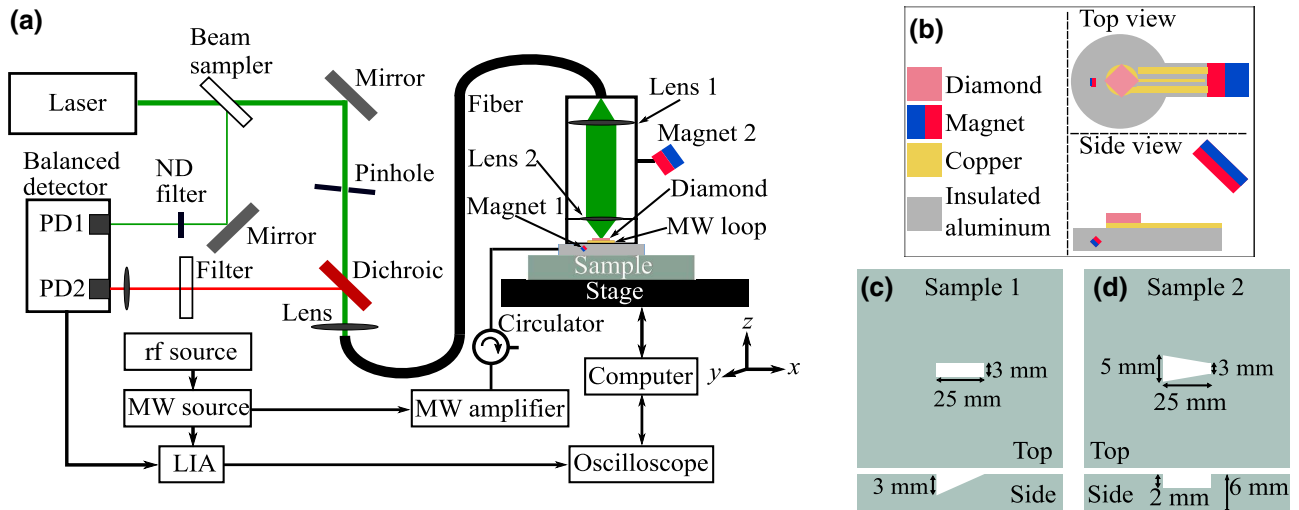 (a)
Beam
sampler
Mirror
Laser
Fiber
Lens 1
Magnet 2
Balanced
detector
ND
filter
Pinhole
Lens 2
Diamond
PD1
Magnet 1
MW loop
Mirror
Filter
Dichroic
Sample
PD2
Stage
Lens
Circulator
rf source
z
y
x
Computer
MW source
MW amplifier
LIA
Oscilloscope
(b)
Top view
Diamond
Magnet
Side view
Copper
Insulated
aluminum
(c)
Sample 1
3 mm
25 mm
Top
3 mm
Side
(d)
Sample 2
5 mm
3 mm
25 mm
Top
Side
2 mm
6 mm